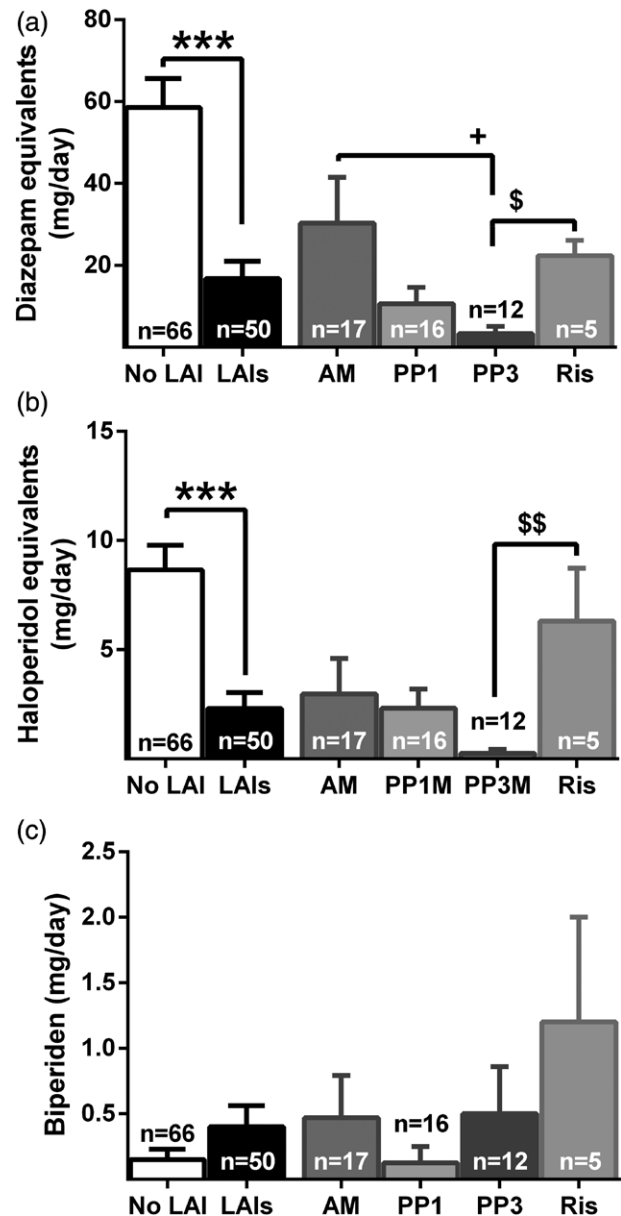 (a)
Diazepam equivalents
(mg/day)
80
60
40
20
***
+
$
n=66
n=50
n=17
n=16
n=12
n=5
No LAI
LAIs
AM
PP1
PP3
Ris
(b)
Haloperidol equivalents
(mg/day)
15
10
5
***
$$
n=66
n=50
n=17
n=16
n=12
n=5
No LAI
LAIs
AM
PP1M
PP3M
Ris
(c)
Biperiden (mg/day)
2.5
2.0
1.5
1.0
0.5
n=66
n=50
n=17
n=16
n=12
n=5
No LAI
LAIs
AM
PP1
PP3
Ris